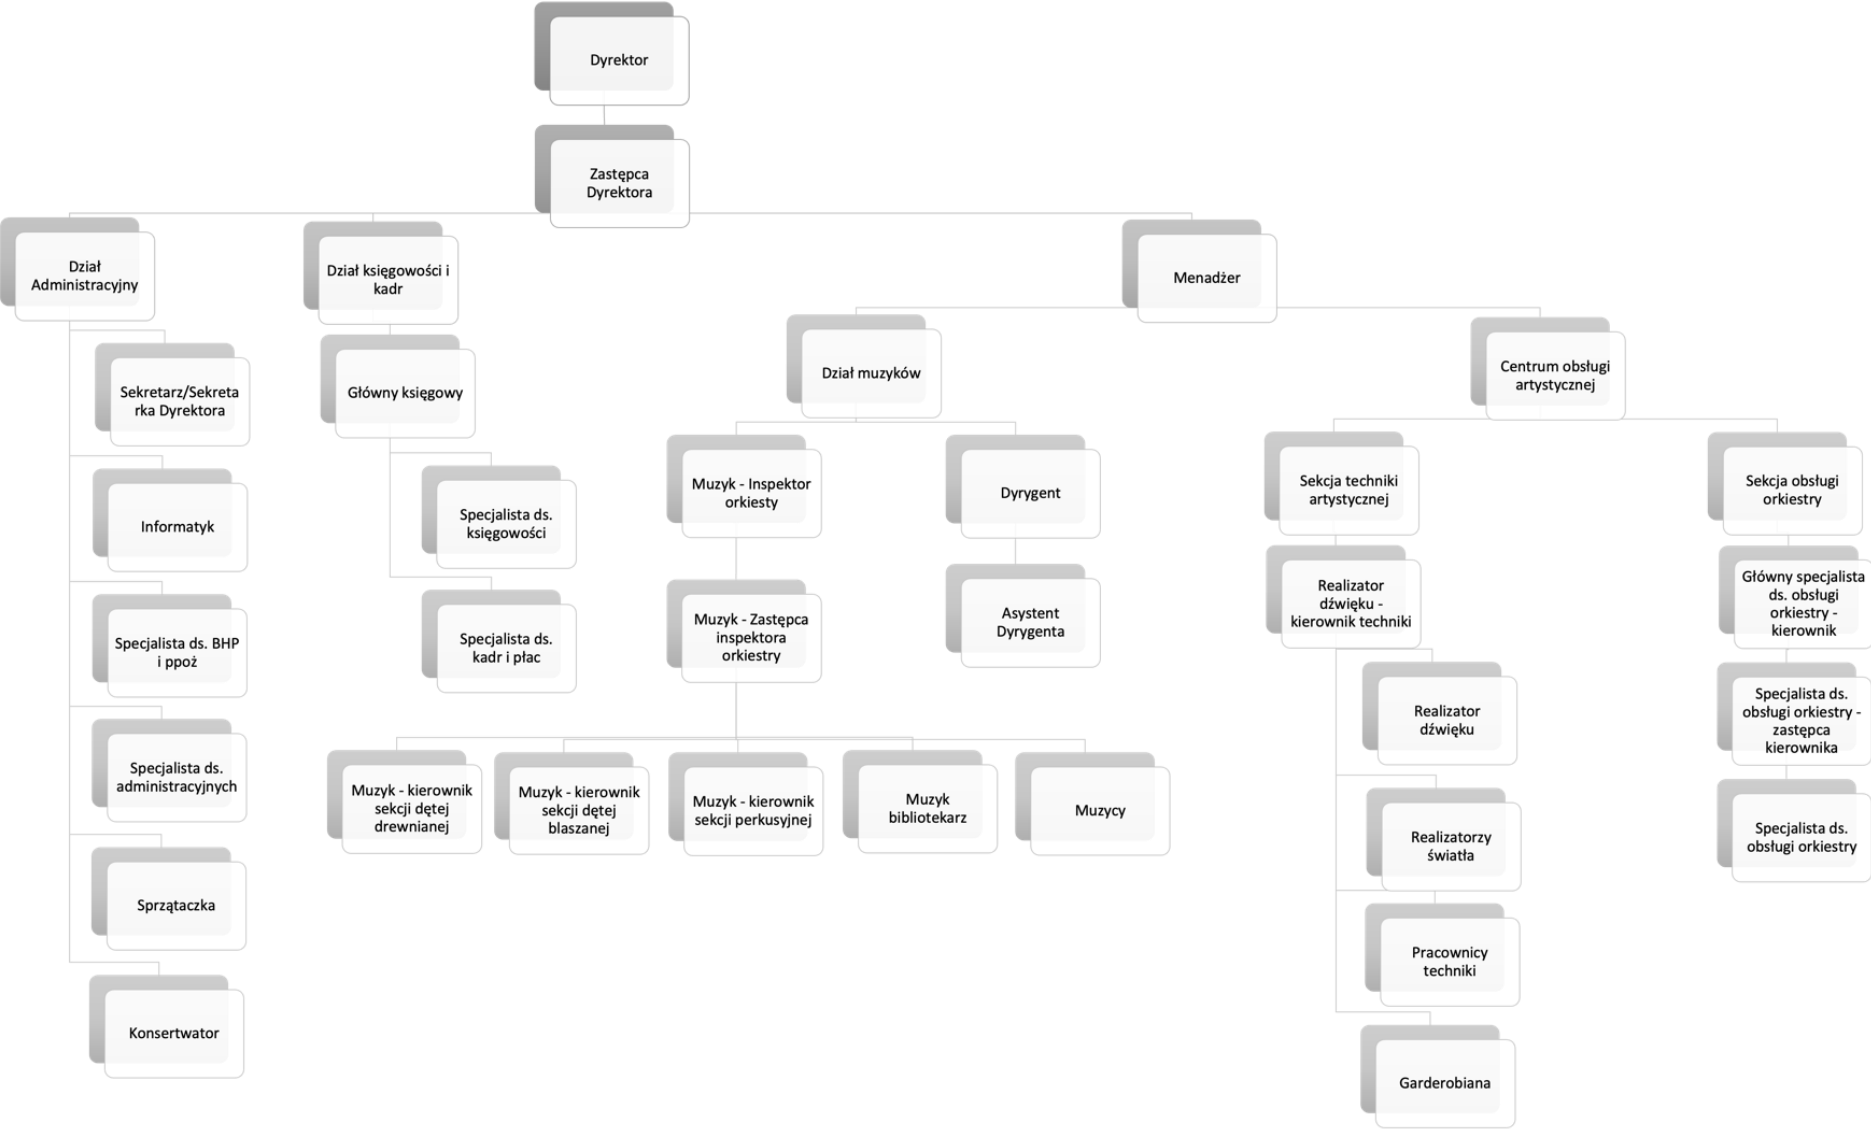 Dyrektor
Zastępca
Dyrektora
Dział
Administracyjny
Dział księgowości i
kadr
Menadżer
Sekretarz/Sekreta
rka Dyrektora
Informatyk
Specjalista ds. BHP
i ppoż
Specjalista ds.
administracyjnych
Sprzątaczka
Konsertwator
Główny księgowy
Specjalista ds.
księgowości
Specjalista ds.
kadr i płac
Dział muzyków
Muzyk - Inspektor
orkiesty
Muzyk - Zastępca
inspektora
orkiestry
Muzyk - kierownik
sekcji dętej
drewnianej
Muzyk - kierownik
sekcji dętej
blaszanej
Muzyk - kierownik
sekcji perkusyjnej
Muzyk
bibliotekarz
Muzycy
Dyrygent
Asystent
Dyrygenta
Centrum obsługi
artystycznej
Sekcja techniki
artystycznej
Realizator
dźwięku -
kierownik techniki
Realizator
dźwięku
Realizatorzy
światła
Pracownicy
techniki
Garderobiana
Sekcja obsługi
orkiestry
Główny specjalista
ds. obsługi
orkiestry -
kierownik
Specjalista ds.
obsługi orkiestry -
zastępca
kierownika
Specjalista ds.
obsługi orkiestry